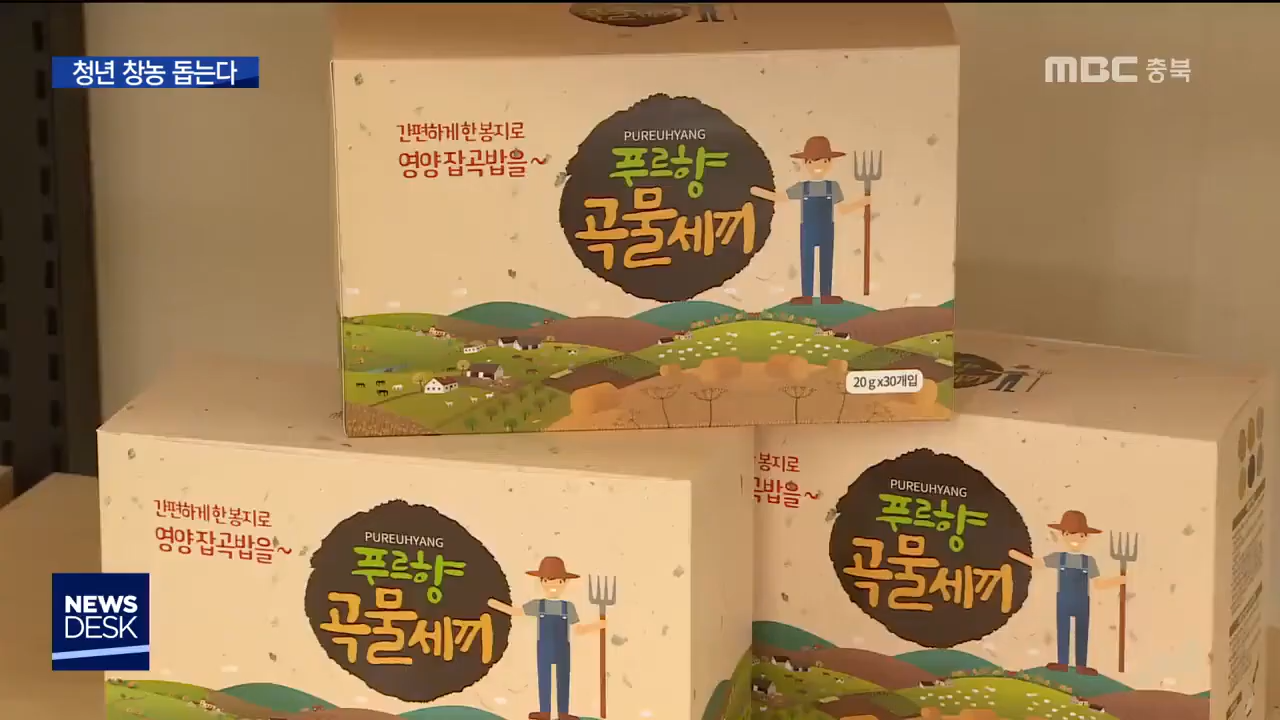 청년 창농 돕는다
MBC 충북
간편하게 한 봉지로
영양 잡곡밥을~
PUREUHYANG
푸르향
곡물세끼
20 g x30개입
간편하게 한 봉지로
영양 잡곡밥을~
PUREUHYANG
푸르향
곡물세끼
봉지로
곡밥을~
PUREUHYANG
푸르향
곡물세끼
NEWS
DESK